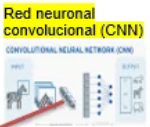 Red neuronal
convolucional (CNN)
CONVOLUTIONAL NEURAL NETWORK (CNN)
INPUT
OUTPUT